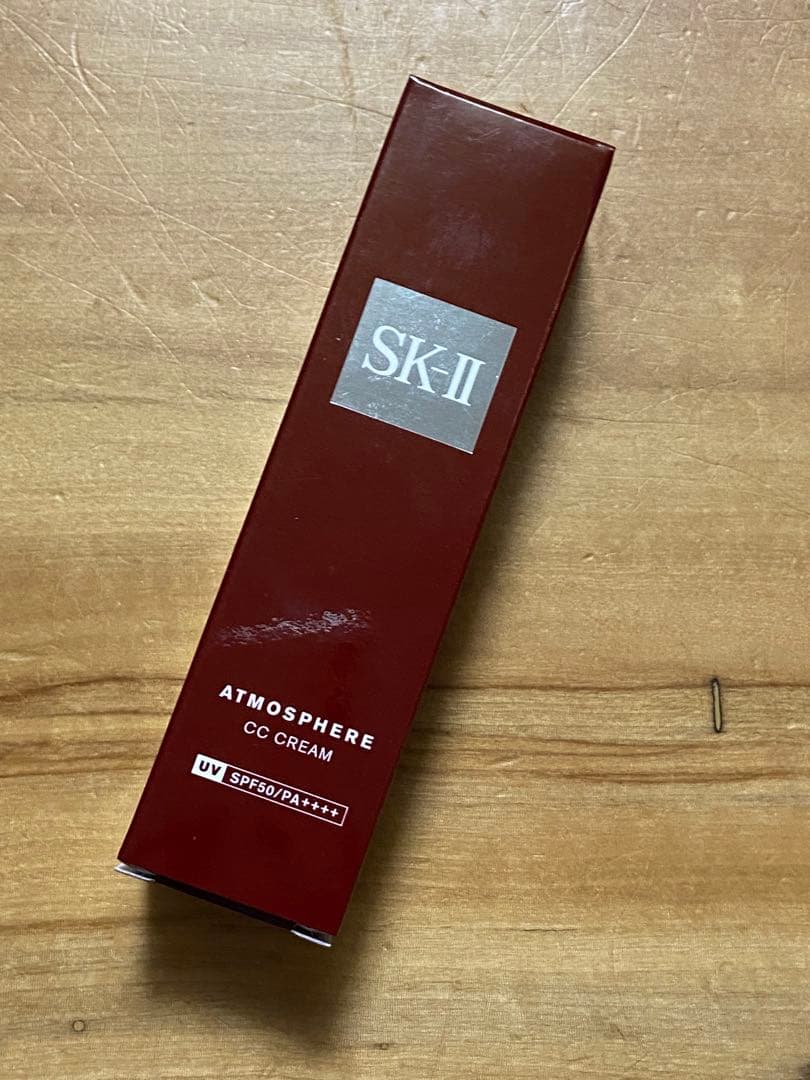 SK-II
ATMOSPHERE
CC CREAM
UV SPF50/PA++++